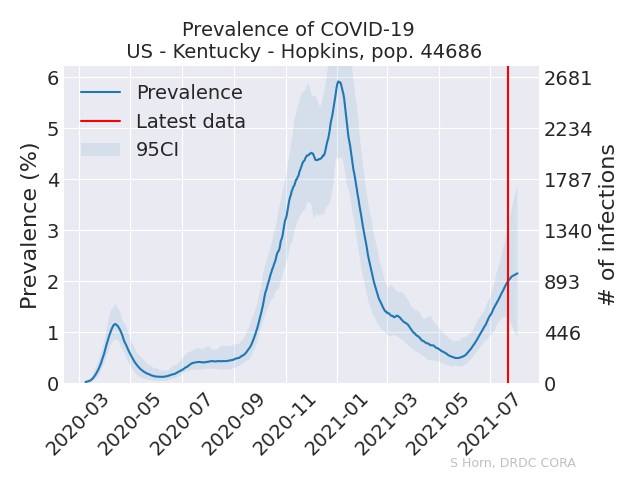 Prevalence of COVID-19
US - Kentucky - Hopkins, pop. 44686
Prevalence
Latest data
95CI
Prevalence (%)
6
5
4
3
2
1
0
2681
2234
1787
1340
893
446
0
# of infections
2020-03
2020-05
2020-07
2020-09
2020-11
2021-01
2021-03
2021-05
2021-07
S Horn, DRDC CORA